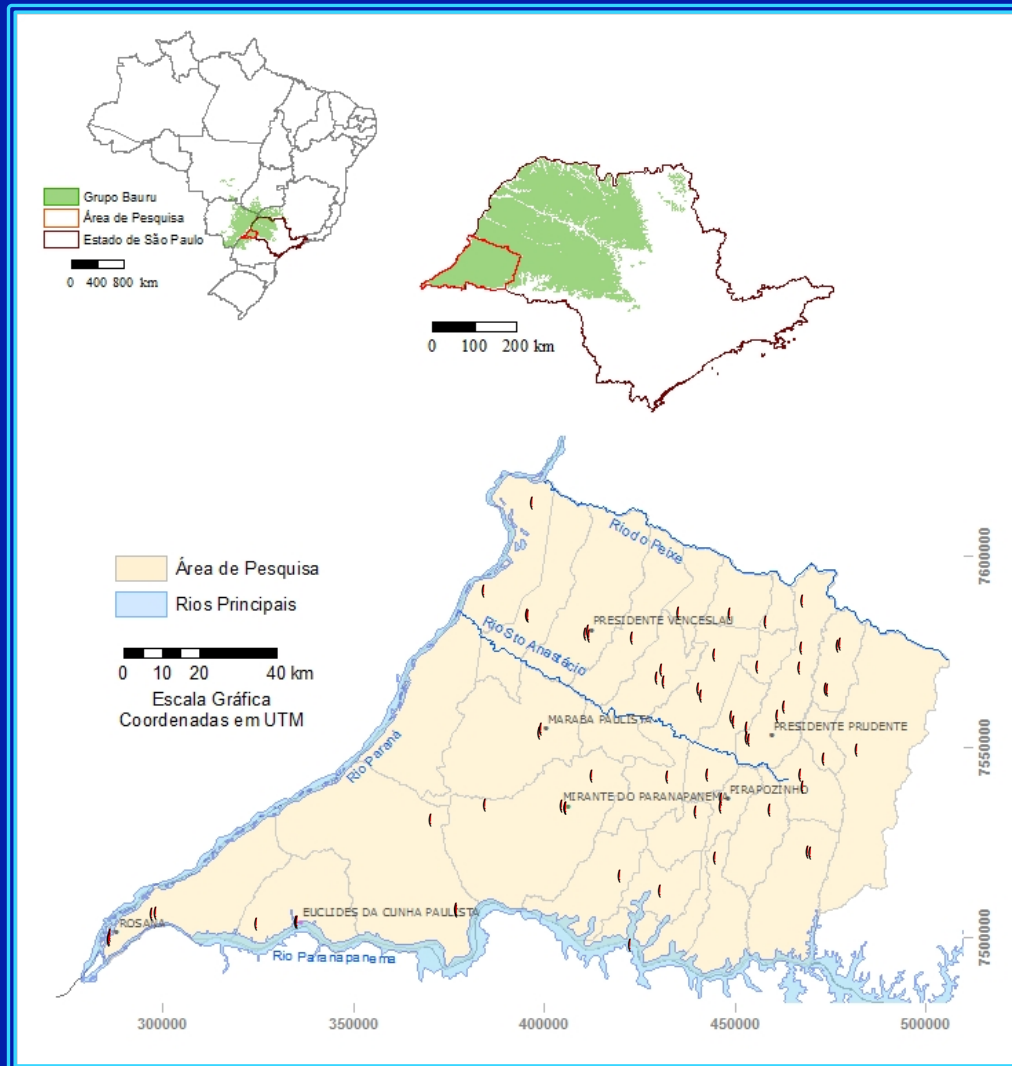 Grupo Bauru
Área de Pesquisa
Estado de São Paulo
0 400 800 km
0 100 200 km
Área de Pesquisa
Rios Principais
0 10 20 40 km
Escala Gráfica
Coordenadas em UTM
Rio do Peixe
PRESIDENTE VENCESLAU
Rio Sto Anastácio
MARABA PAULISTA
PRESIDENTE PRUDENTE
Rio Paraná
MIRANTE DO PARANAPANEMA
PIRAPOZINHO
EUCLIDES DA CUNHA PAULISTA
ROSANA
Rio Paranapanema
7600000
7550000
7500000
300000 350000 400000 450000 500000